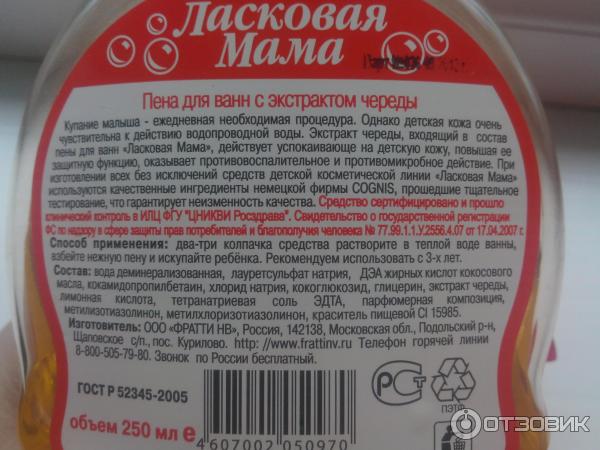 Ласковая
Мама
Пена для ванн с экстрактом череды
Купание малыша - ежедневная необходимая процедура. Однако детская кожа очень
чувствительна к действию водопроводной воды. Экстракт череды, входящий в состав
пены для ванн «Ласковая Мама», действует успокаивающе на детскую кожу, повышая ее
защитную функцию, оказывает противовоспалительное и противомикробное действие. При
изготовлении всех без исключений средств детской косметической линии «Ласковая Мама»
используются качественные ингредиенты немецкой фирмы COGNIS, прошедшие тщательное
тестирование, что гарантирует неизменность качества. Средство сертифицировано и прошло
клинический контроль в ИЛЦ ФГУ "ЦНИКВИ Росздрава". Свидетельство о государственной регистрации
ФС по надзору в сфере защиты прав потребителей и благополучия человека № 77.99.1.1.У.2556.4.07 от 17.04.2007 г.
Способ применения: два-три колпачка средства растворите в теплой воде ванны,
взбейте нежную пену и искупайте ребёнка. Рекомендуем использовать с 3-х лет.
Состав: вода деминерализованная, лауретсульфат натрия, ДЭА жирных кислот кокосового
масла, кокамидопропилбетаин, хлорид натрия, кокоглюкозид, глицерин, экстракт череды,
лимонная кислота, тетранатриевая соль ЭДТА, парфюмерная композиция,
метилизотиазолинон, метилхлоризотиазолинон, краситель пищевой CI 15985.
Изготовитель: ООО «ФРАТТИ НВ», Россия, 142138, Московская обл., Подольский р-н,
Щаповское с/п., пос. Курилово. http://www.frattinv.ru Телефон горячей линии
8-800-505-79-80. Звонок по России бесплатный.
ГОСТ Р 52345-2005
объем 250 мл e
4607002 050970
РСТ
ПЭТФ
ОТЗОВИК